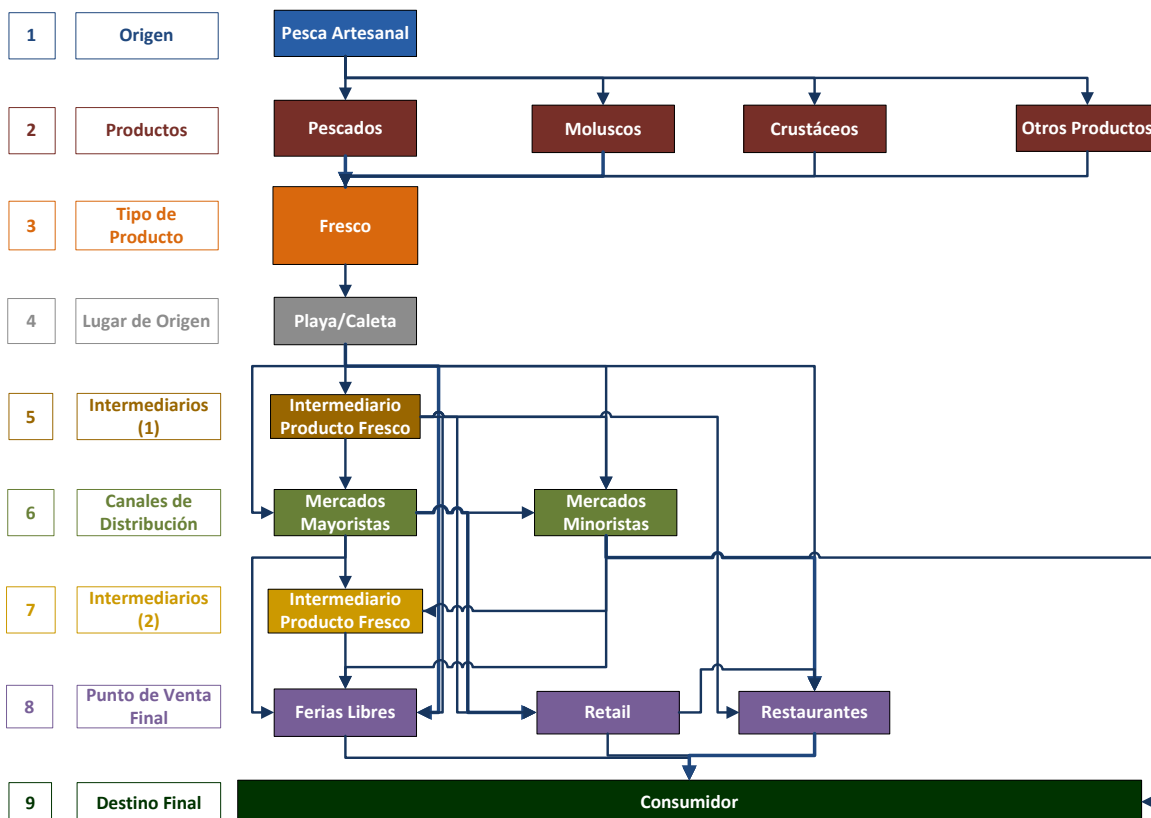 1
Origen
Pesca Artesanal
2
Productos
Pescados
Moluscos
Crustáceos
Otros Productos
3
Tipo de
Producto
Fresco
4
Lugar de Origen
Playa/Caleta
5
Intermediarios
(1)
Intermediario
Producto Fresco
6
Canales de
Distribución
Mercados
Mayoristas
Mercados
Minoristas
7
Intermediarios
(2)
Intermediario
Producto Fresco
8
Punto de Venta
Final
Ferias Libres
Retail
Restaurantes
9
Destino Final
Consumidor